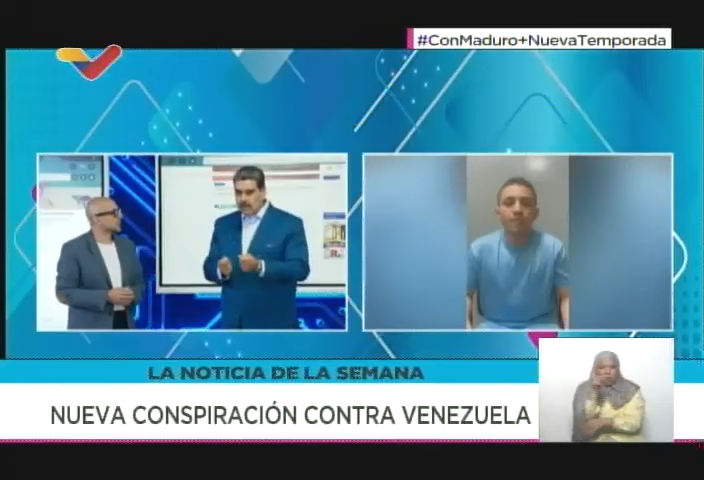 #ConMaduro+NuevaTemporada
LA NOTICIA DE LA SEMANA
NUEVA CONSPIRACIÓN CONTRA VENEZUELA